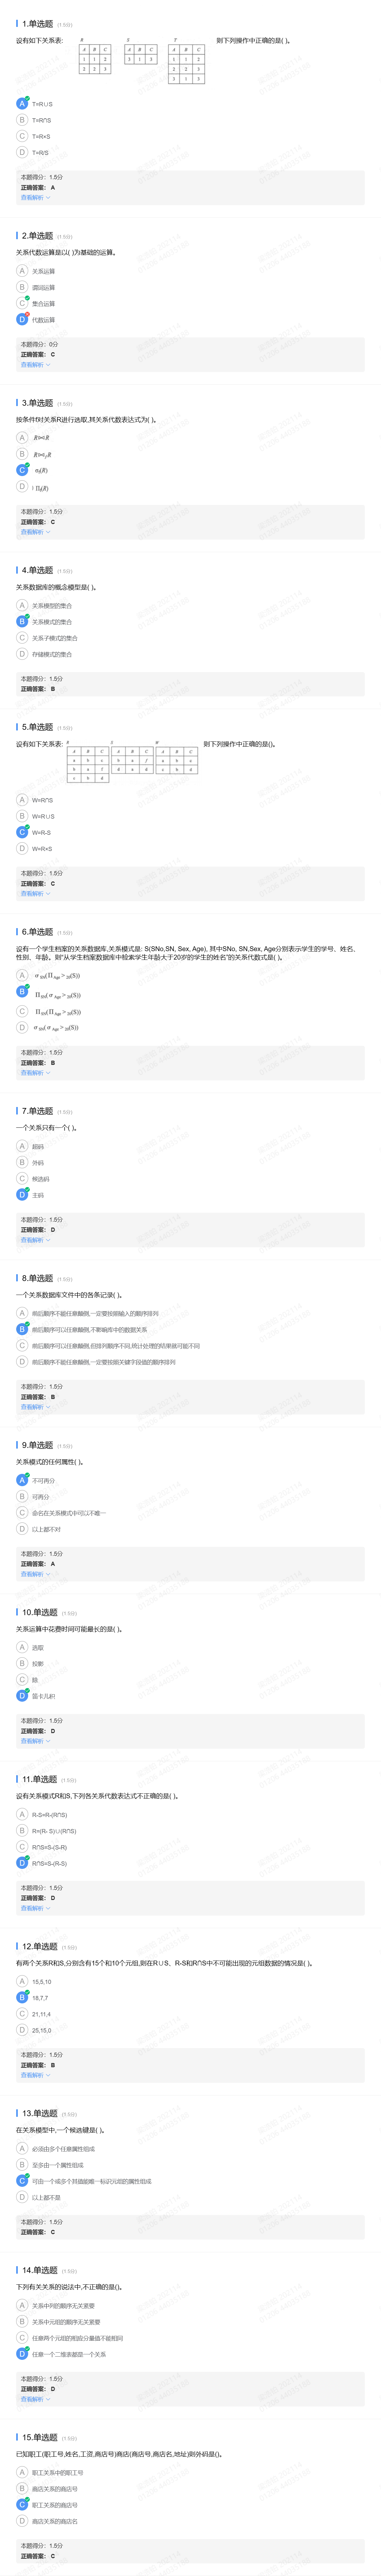 1.单选题 (1.5分)
设有如下关系表: R S T 则下列操作中正确的是( )。
A B C A B C A B C
1 1 2 3 1 3 1 1 2
2 2 3 2 2 3
3 1 3
A T=R∪S
B T=R∩S
C T=R×S
D T=R/S
本题得分: 1.5分
正确答案: A
查看解析
2.单选题 (1.5分)
关系代数运算是以( )为基础的运算。
A 关系运算
B 谓词运算
C 集合运算
D 代数运算
本题得分: 0分
正确答案: C
查看解析
3.单选题 (1.5分)
按条件f对关系R进行选取,其关系代数表达式为( )。
A R⋈R
B
C σf(R)
D Πf(R)
本题得分: 1.5分
正确答案: C
查看解析
4.单选题 (1.5分)
关系数据库的概念模型是( )。
A 关系模型的集合
B 关系模式的集合
C 关系子模式的集合
D 存储模式的集合
本题得分: 1.5分
正确答案: B
5.单选题 (1.5分)
设有如下关系表: R S W 则下列操作中正确的是()。
A B C A B C A B C
a b c b a f a b c
b a f d a d c b d
c b d
A W=R∩S
B W=R∪S
C W=R-S
D W=R×S
本题得分: 1.5分
正确答案: C
查看解析
6.单选题 (1.5分)
设有一个学生档案的关系数据库,关系模式是: S(SNo,SN, Sex, Age), 其中SNo, SN,Sex, Age分别表示学生的学号、姓名、
性别、年龄。则“从学生档案数据库中检索学生年龄大于20岁的学生的姓名”的关系代数式是( )。
A σSN(ΠAge>20(S))
B ΠSN(σAge>20(S))
C ΠSN(ΠAge>20(S))
D σSN(σAge>20(S))
本题得分: 1.5分
正确答案: B
查看解析
7.单选题 (1.5分)
一个关系只有一个( )。
A 超码
B 外码
C 候选码
D 主码
本题得分: 1.5分
正确答案: D
查看解析
8.单选题 (1.5分)
一个关系数据库文件中的各条记录( )。
A 前后顺序不能任意颠倒,一定要按照输入的顺序排列
B 前后顺序可以任意颠倒,不影响库中的数据关系
C 前后顺序可以任意颠倒,但排列顺序不同,统计处理的结果就可能不同
D 前后顺序不能任意颠倒,一定要按照关键字段值的顺序排列
本题得分: 1.5分
正确答案: B
查看解析
9.单选题 (1.5分)
关系模式的任何属性( )。
A 不可再分
B 可再分
C 命名在关系模式中可以不唯一
D 以上都不对
本题得分: 1.5分
正确答案: A
查看解析
10.单选题 (1.5分)
关系运算中花费时间可能最长的是( )。
A 选取
B 投影
C 除
D 笛卡儿积
本题得分: 1.5分
正确答案: D
查看解析
11.单选题 (1.5分)
设有关系模式R和S,下列各关系代数表达式不正确的是( )。
A R-S=R-(R∩S)
B R=(R- S)∪(R∩S)
C R∩S=S-(S-R)
D R∩S=S-(R-S)
本题得分: 1.5分
正确答案: D
查看解析
12.单选题 (1.5分)
有两个关系R和S,分别含有15个和10个元组,则在R∪S、R-S和R∩S中不可能出现的元组数据的情况是( )。
A 15,5,10
B 18,7,7
C 21,11,4
D 25,15,0
本题得分: 1.5分
正确答案: B
查看解析
13.单选题 (1.5分)
在关系模型中,一个候选键是( )。
A 必须由多个任意属性组成
B 至多由一个属性组成
C 可由一个或多个其值能唯一标识元组的属性组成
D 以上都不是
本题得分: 1.5分
正确答案: C
14.单选题 (1.5分)
下列有关关系的说法中,不正确的是()。
A 关系中列的顺序无关紧要
B 关系中元组的顺序无关紧要
C 任意两个元组的相应分量值不能相同
D 任意一个二维表都是一个关系
本题得分: 1.5分
正确答案: D
查看解析
15.单选题 (1.5分)
已知职工(职工号,姓名,工资,商店号)商店(商店号,商店名,地址)则外码是()。
A 职工关系中的职工号
B 商店关系的商店号
C 职工关系的商店号
D 商店关系的商店名
本题得分: 1.5分
正确答案: C